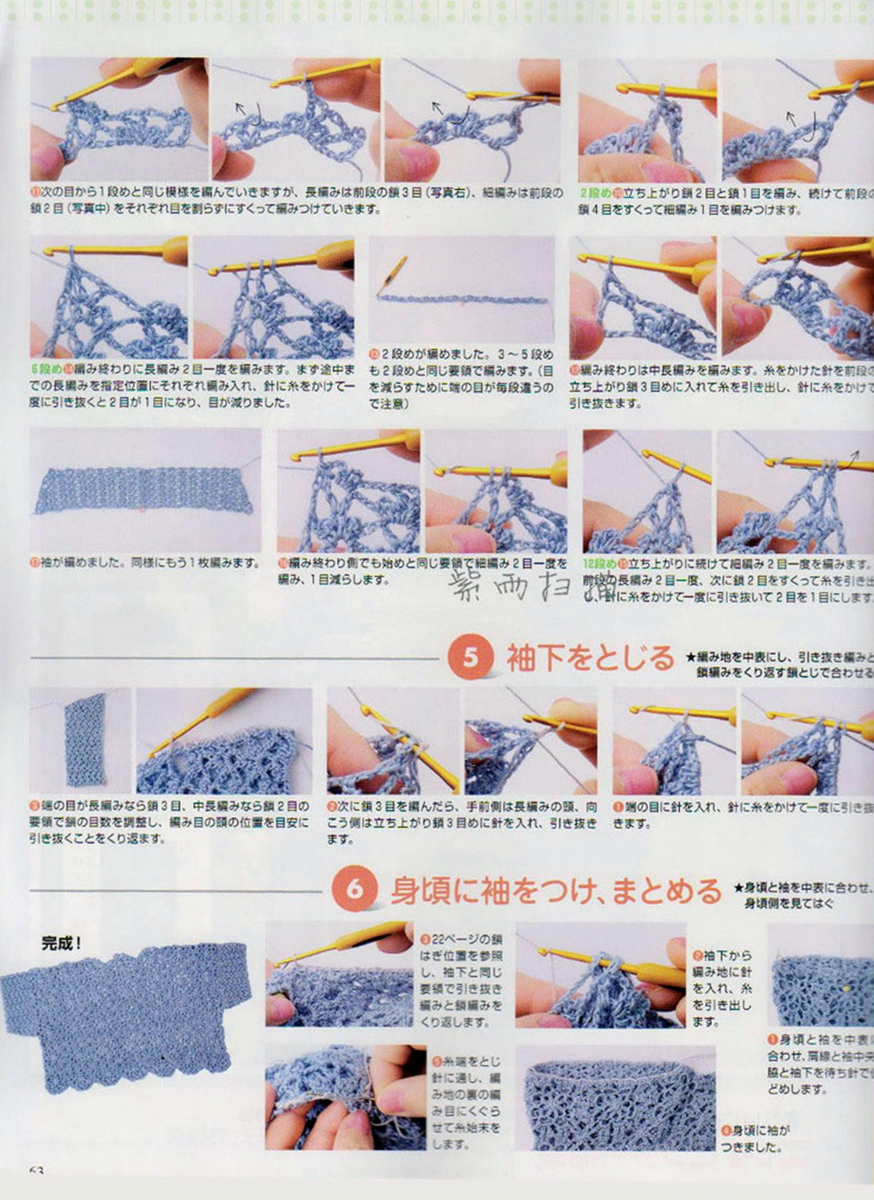 ⑪次の目から1段めと同じ模様を編んでいきますが、長編みは前段の鎖3目(写真右)、細編みは前段の
鎖2目(写真中)をそれぞれ目を割らずにすくって編みつけていきます。
2段め⑩立ち上がり鎖2目と鎖1目を編み、続けて前段の
鎖4目をすくって細編み1目を編みつけます。
6段め⑭編み終わりに長編み2目一度を編みます。まず途中ま
での長編みを指定位置にそれぞれ編み入れ、針に糸をかけて一
度に引き抜くと2目が1目になり、目が減りました。
⑬2段めが編めました。3〜5段め
も2段めと同じ要領で編みます。(目
を減らすために端の目が毎段違うの
で注意)
⑫編み終わりは中長編みを編みます。糸をかけた針を前段の
立ち上がり鎖3目めに入れて糸を引き出し、針に糸をかけて
引き抜きます。
⑰袖が編めました。同様にもう1枚編みます。
⑯編み終わり側でも始めと同じ要領で細編み2目一度を
編み、1目減らします。
12段め⑮立ち上がりに続けて細編み2目一度を編みます。
前段の長編み2目一度、次に鎖2目をすくって糸を引き出
し、針に糸をかけて一度に引き抜いて2目を1目にします
紫雨扫描
5 袖下をとじる
★編み地を中表にし、引き抜き編みと
鎖編みをくり返す鎖とじで合わせる
③端の目が長編みなら鎖3目、中長編みなら鎖2目の
要領で鎖の目数を調整し、編み目の頭の位置を目安に
引き抜くことをくり返します。
②次に鎖3目を編んだら、手前側は長編みの頭、向
こう側は立ち上がり鎖3目めに針を入れ、引き抜き
ます。
①端の目に針を入れ、針に糸をかけて一度に引き抜
きます。
6 身頃に袖をつけ、まとめる
★身頃と袖を中表に合わせ、
身頃側を見てはぐ
完成！
③22ページの鎖
はぎ位置を参照
し、袖下と同じ
要領で引き抜き
編みと鎖編みを
くり返します。
②袖下から
編み地に針
を入れ、糸
を引き出し
ます。
①身頃と袖を中表に
合わせ、肩線と袖中央
脇と袖下を待ち針で
どめします。
⑤糸端をとじ
針に通し、編
み地の裏の編
み目にくぐら
せて糸始末を
します。
④身頃に袖が
つきました。
63